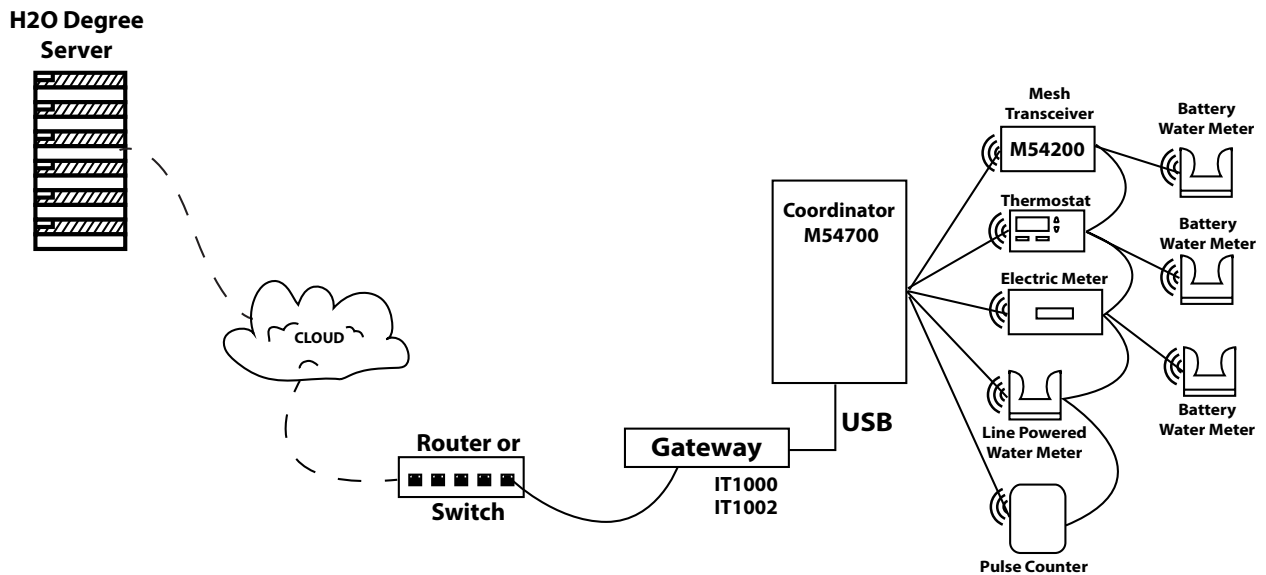 H2O Degree
Server
CLOUD
Router or
Switch
Gateway
IT1000
IT1002
USB
Coordinator
M54700
Mesh
Transceiver
M54200
Thermostat
Electric Meter
Line Powered
Water Meter
Pulse Counter
Battery
Water Meter
Battery
Water Meter
Battery
Water Meter